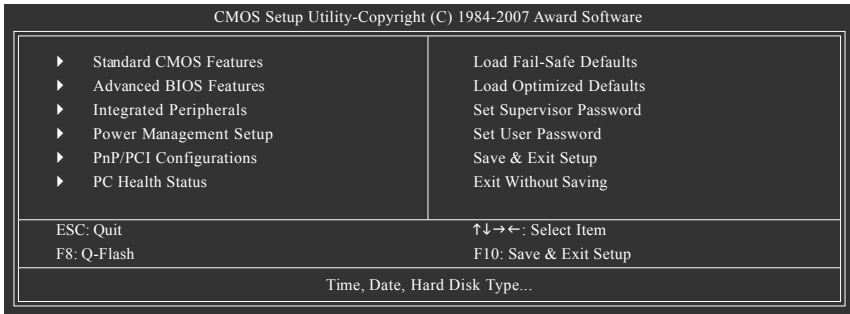 CMOS Setup Utility-Copyright (C) 1984-2007 Award Software
Standard CMOS Features
Advanced BIOS Features
Integrated Peripherals
Power Management Setup
PnP/PCI Configurations
PC Health Status
Load Fail-Safe Defaults
Load Optimized Defaults
Set Supervisor Password
Set User Password
Save & Exit Setup
Exit Without Saving
ESC: Quit
F8: Q-Flash
↑↓→←: Select Item
F10: Save & Exit Setup
Time, Date, Hard Disk Type...